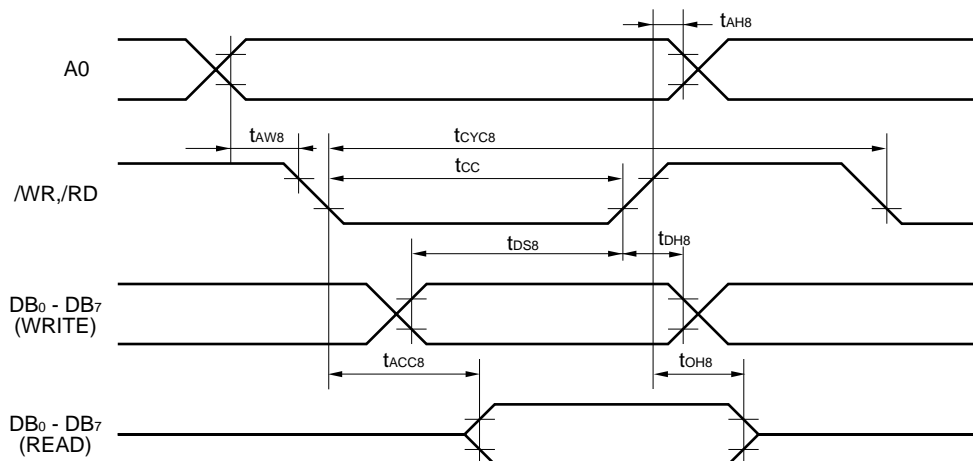 tAH8
A0
tAW8
tCYC8
tCC
/WR,/RD
tDS8
tDH8
DB0 - DB7
(WRITE)
tACC8
tOH8
DB0 - DB7
(READ)